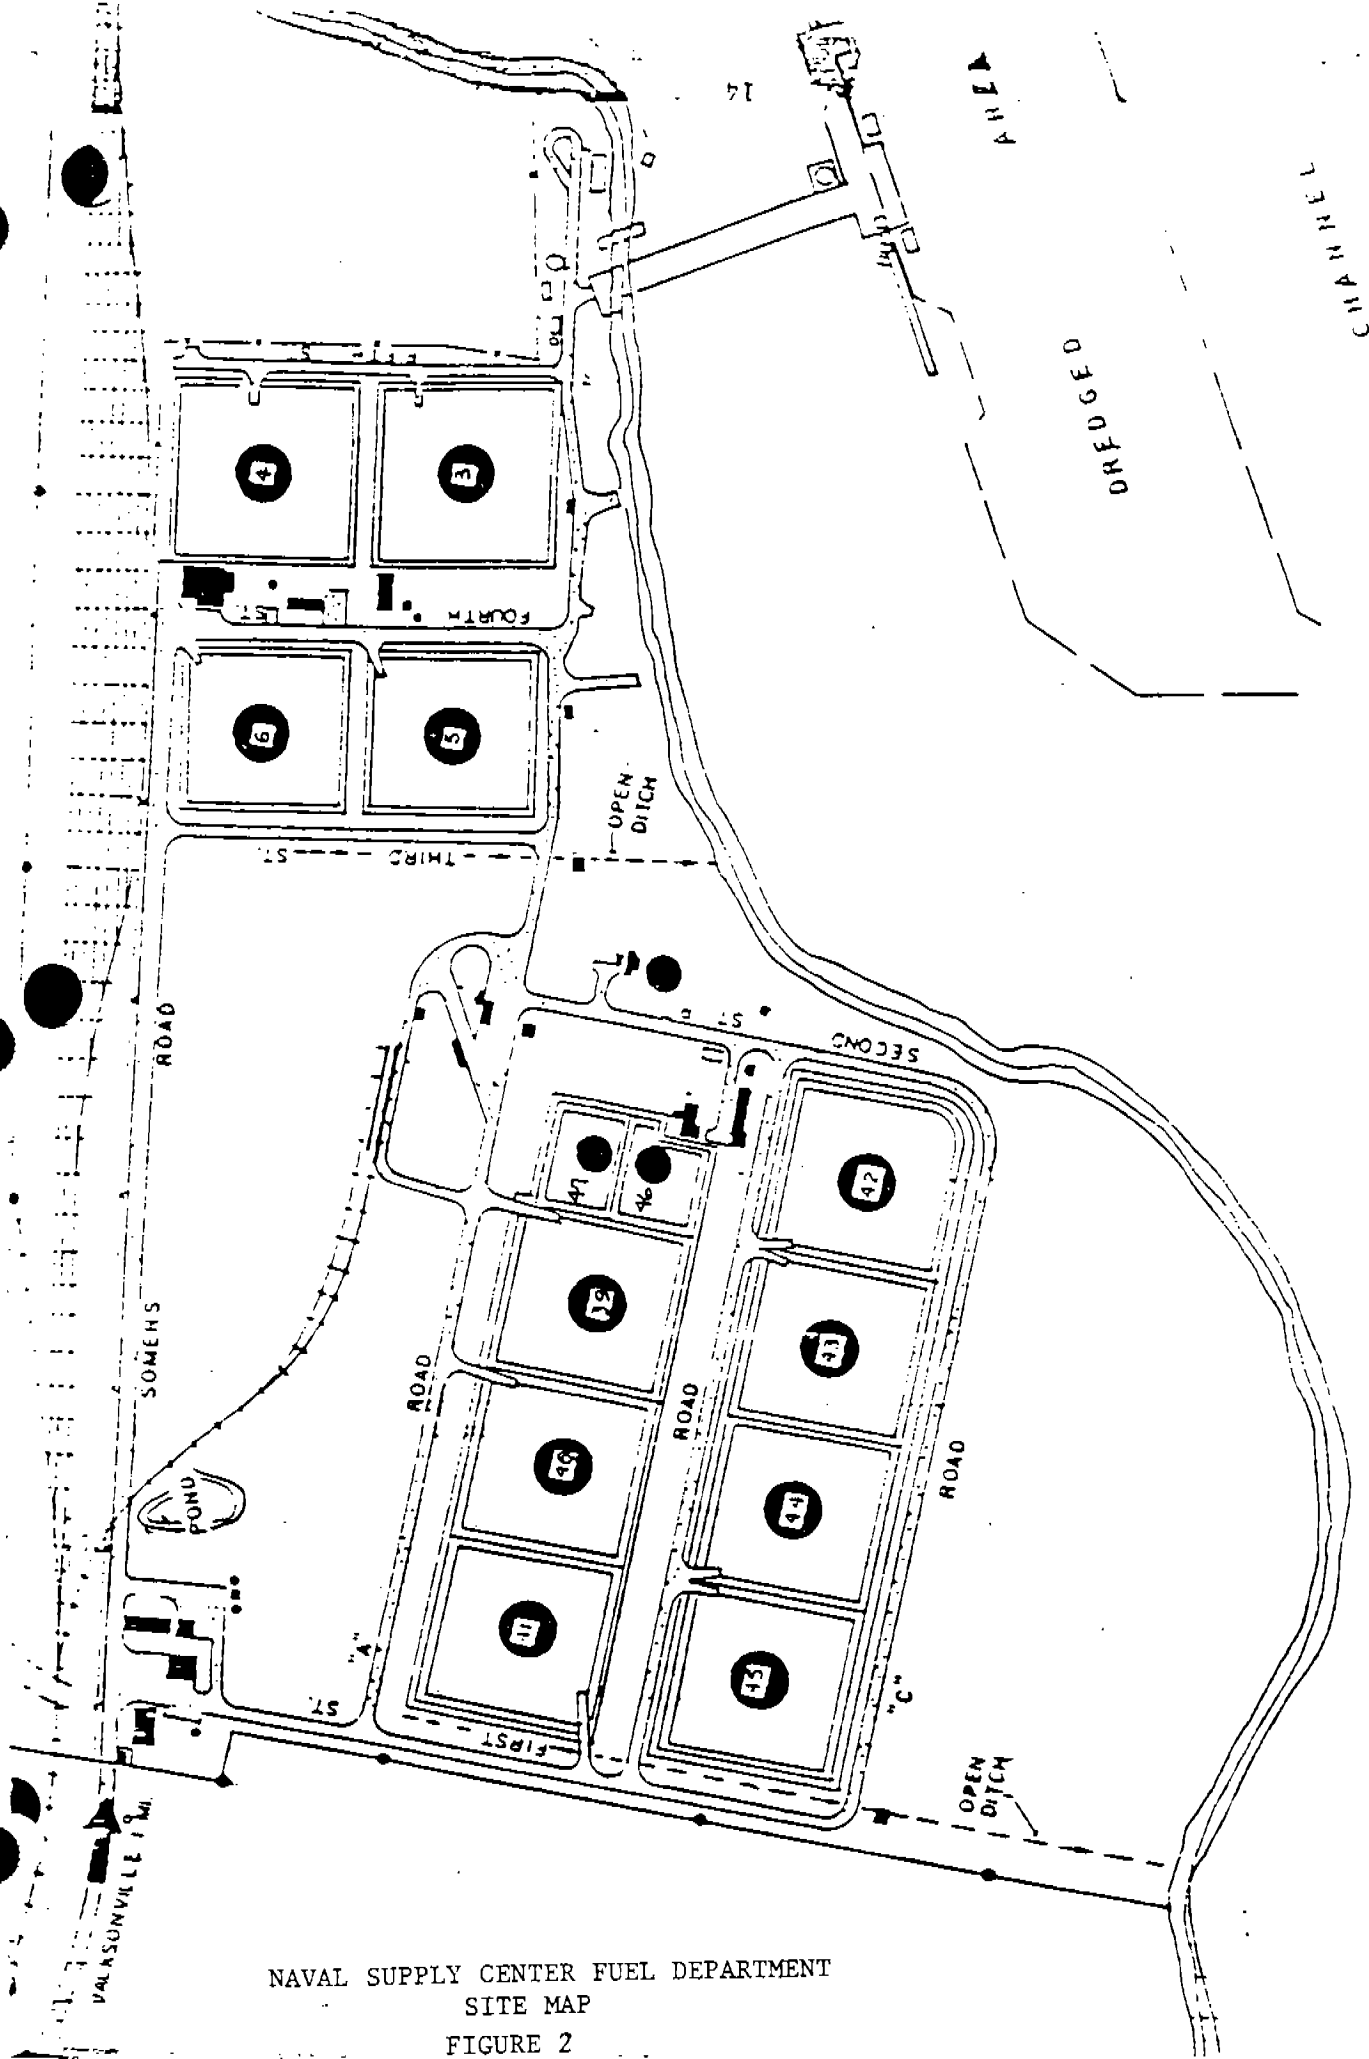 14
AREA
CHANNEL
DREDGED
4
3
ST.
FOURTH
6
5
OPEN
DITCH
ST.
THIRD
ROAD
ST.
SECOND
47
46
42
39
43
SOMERS
ROAD
ROAD
ROAD
40
44
POND
41
45
"A"
"C"
ST.
FIRST
OPEN
DITCH
MI.
NAVAL SUPPLY CENTER FUEL DEPARTMENT
SITE MAP
FIGURE 2